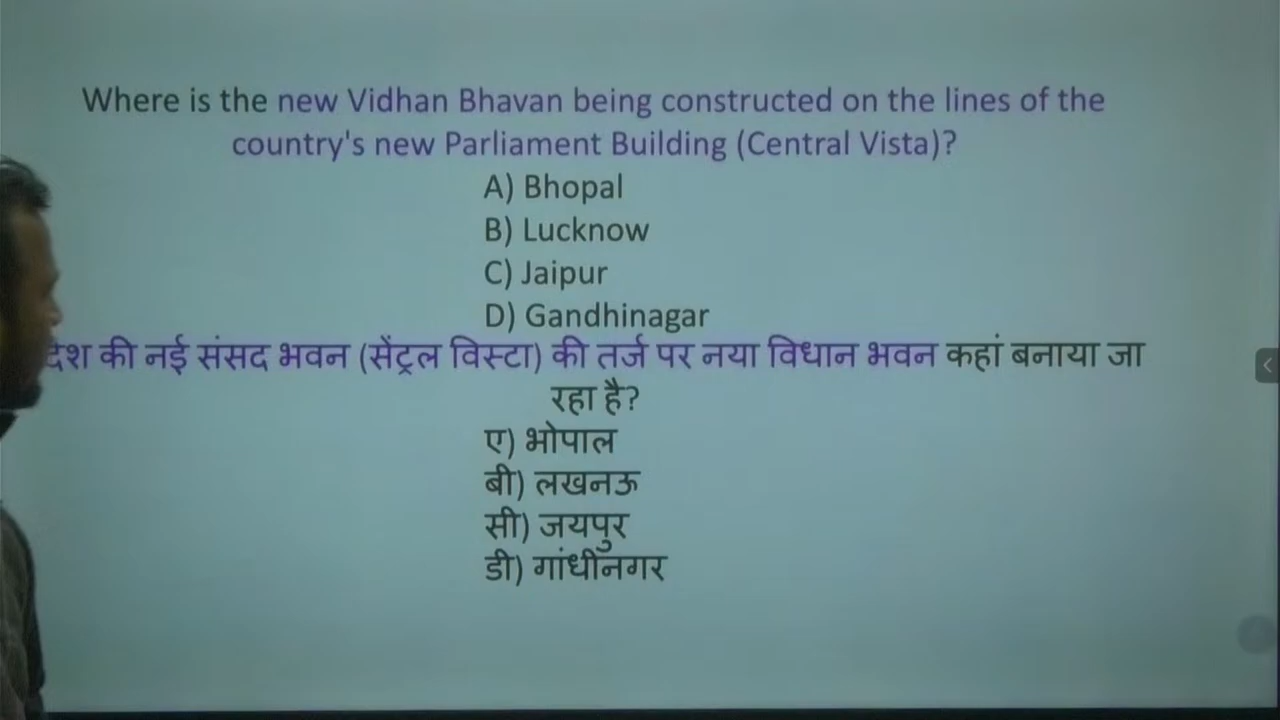 Where is the new Vidhan Bhavan being constructed on the lines of the
country's new Parliament Building (Central Vista)?
A) Bhopal
B) Lucknow
C) Jaipur
D) Gandhinagar
देश की नई संसद भवन (सेंट्रल विस्टा) की तर्ज पर नया विधान भवन कहां बनाया जा
रहा है?
ए) भोपाल
बी) लखनऊ
सी) जयपुर
डी) गांधीनगर